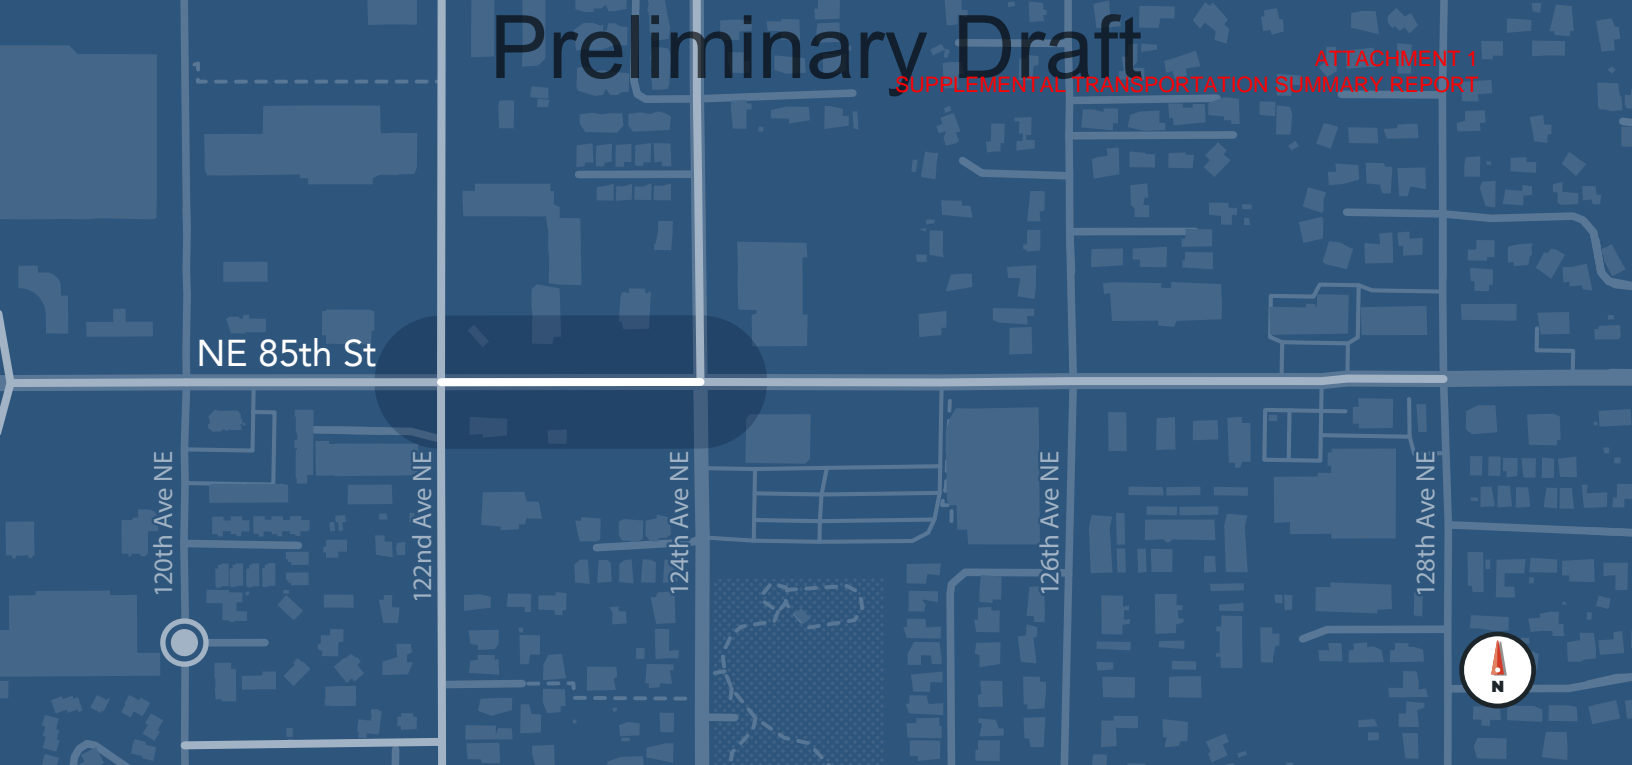 Preliminary Draft
ATTACHMENT 1
SUPPLEMENTAL TRANSPORTATION SUMMARY REPORT
NE 85th St
120th Ave NE
122nd Ave NE
124th Ave NE
126th Ave NE
128th Ave NE
N